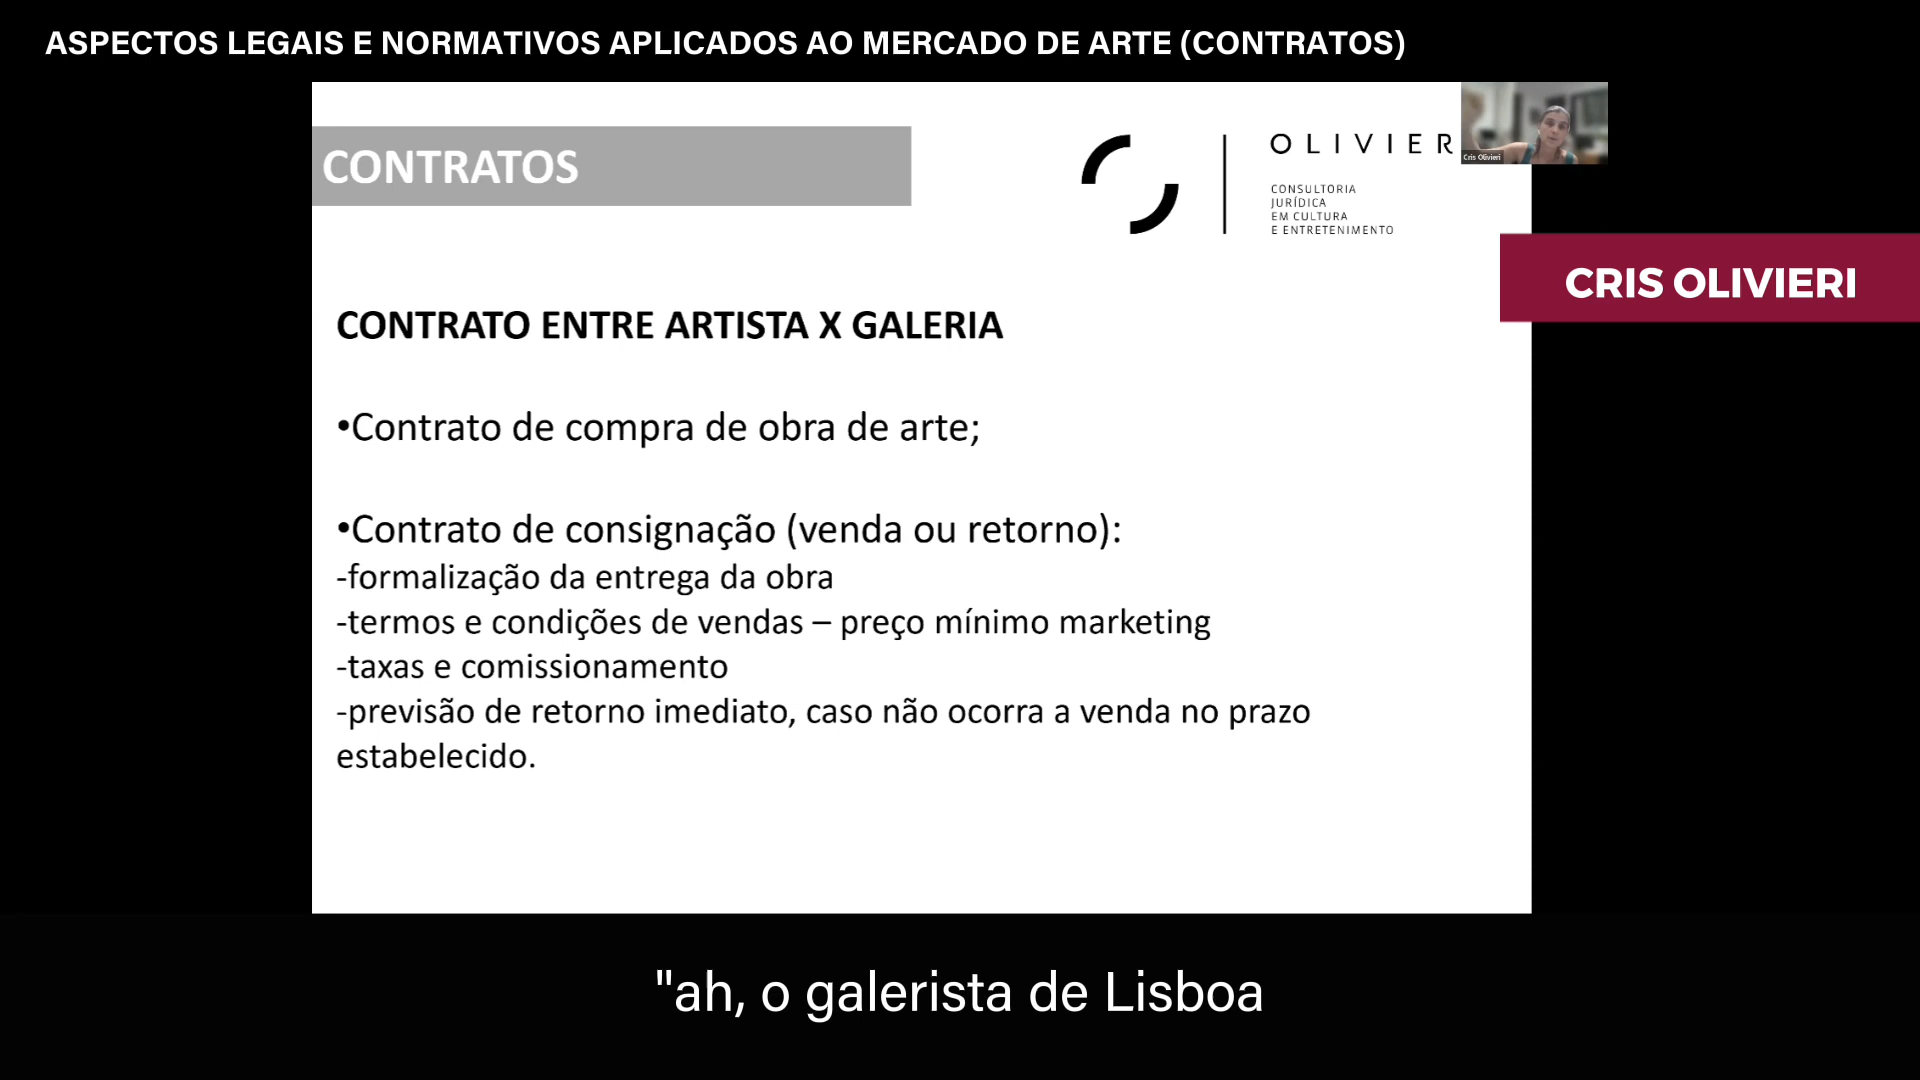 ASPECTOS LEGAIS E NORMATIVOS APLICADOS AO MERCADO DE ARTE (CONTRATOS)
CONTRATOS
OLIVIER
CONSULTORIA
JURÍDICA
EM CULTURA
E ENTRETENIMENTO
Cris Olivieri
CRIS OLIVIERI
CONTRATO ENTRE ARTISTA X GALERIA
•Contrato de compra de obra de arte;
•Contrato de consignação (venda ou retorno):
-formalização da entrega da obra
-termos e condições de vendas – preço mínimo marketing
-taxas e comissionamento
-previsão de retorno imediato, caso não ocorra a venda no prazo
estabelecido.
"ah, o galerista de Lisboa